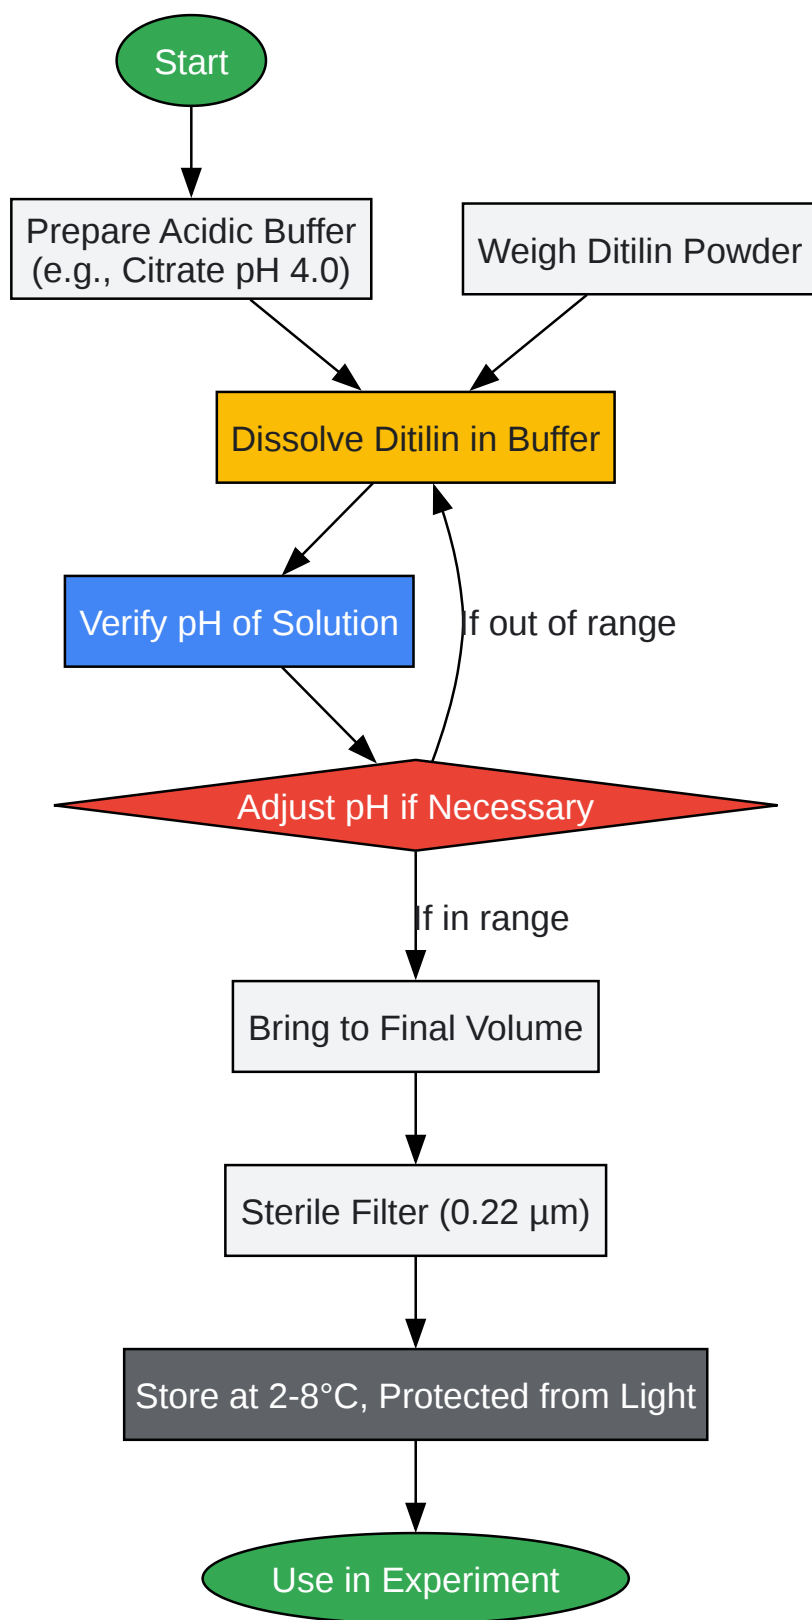 Start
Prepare Acidic Buffer
(e.g., Citrate pH 4.0)
Weigh Ditilin Powder
Dissolve Ditilin in Buffer
Verify pH of Solution
If out of range
Adjust pH if Necessary
If in range
Bring to Final Volume
Sterile Filter (0.22 µm)
Store at 2-8°C, Protected from Light
Use in Experiment